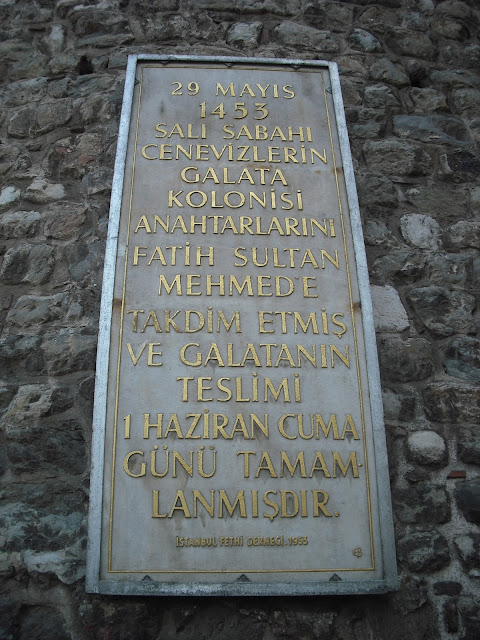 29 MAYIS
1453
SALI SABAHI
CENEVİZLERİN
GALATA
KOLONİSİ
ANAHTARLARINI
FATİH SULTAN
MEHMED'E
TAKDİM ETMİŞ
VE GALATANIN
TESLİMİ
1 HAZİRAN CUMA
GÜNÜ TAMAM-
LANMIŞDIR.
İSTANBUL FETHİ DERNEĞİ. 1953